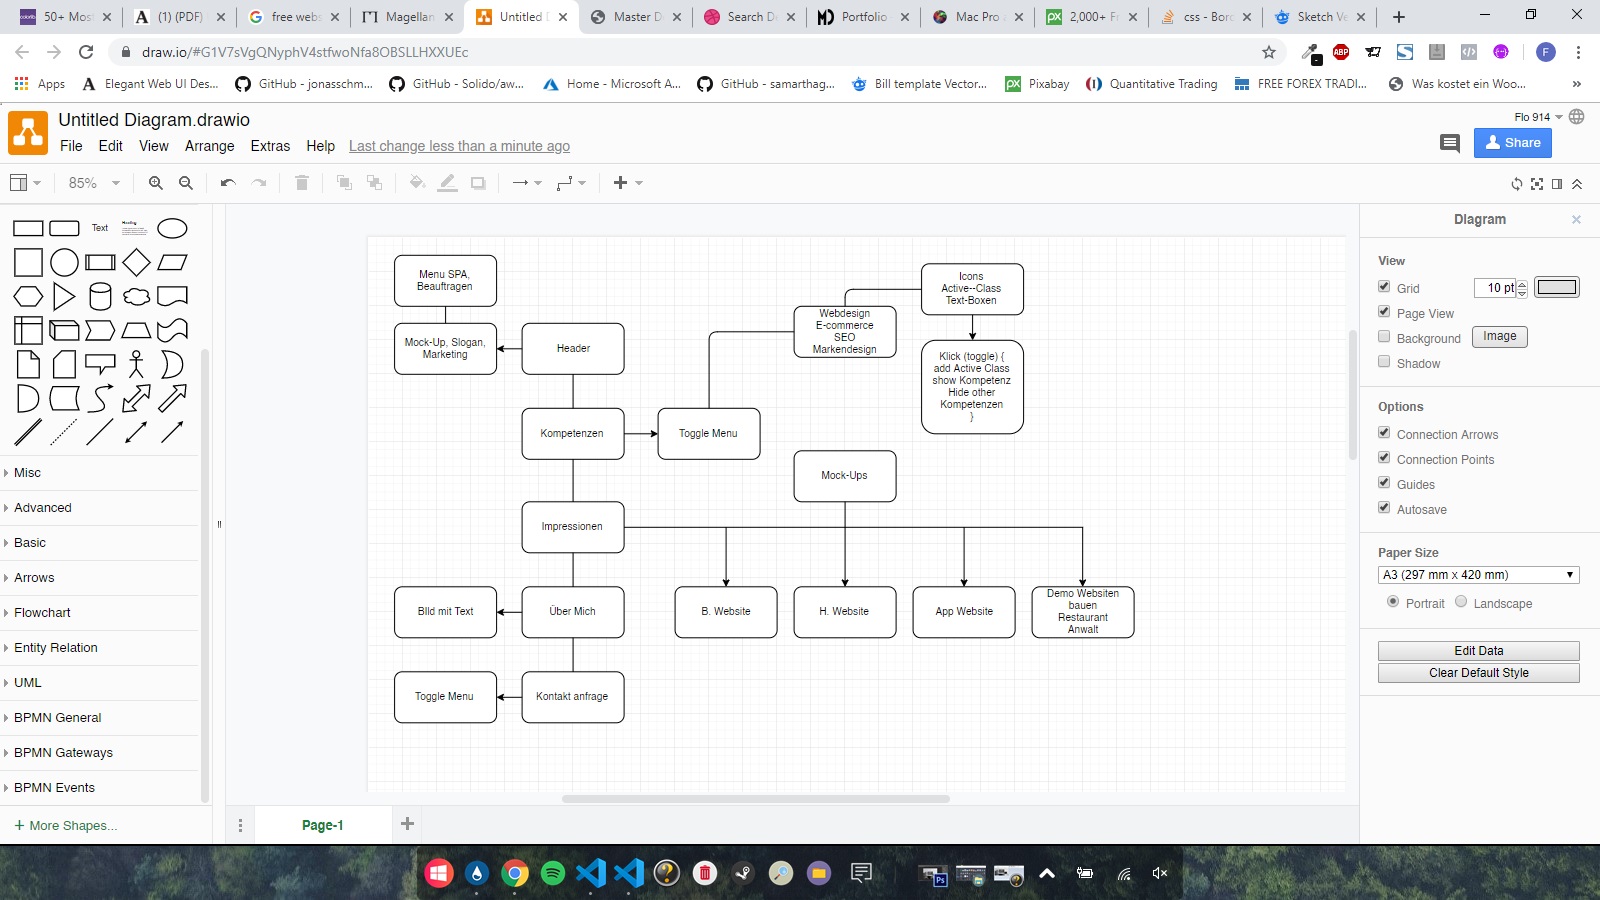 50+ Mos
(1) (PDF)
free webs
Magellan
Untitled D
Master D
Search De
Portfolio
Mac Pro a
2,000+ Fr
css - Bord
Sketch Ve
draw.io/#G1V7sVgQNyphV4stfwoNfa8OBSLLHXXUEc
ABP
F
Apps
Elegant Web UI Des...
GitHub - jonasschm...
GitHub - Solido/aw...
Home - Microsoft A...
GitHub - samarthag...
Bill template Vector...
Pixabay
Quantitative Trading
FREE FOREX TRADI...
Was kostet ein Woo...
Untitled Diagram.drawio
Flo 914
File Edit View Arrange Extras Help Last change less than a minute ago
Share
85%
Text
Heading
Misc
Advanced
Basic
Arrows
Flowchart
Entity Relation
UML
BPMN General
BPMN Gateways
BPMN Events
+ More Shapes...
Menu SPA,
Beauftragen
Mock-Up, Slogan,
Marketing
Header
Kompetenzen
Toggle Menu
Webdesign
E-commerce
SEO
Markendesign
Icons
Active--Class
Text-Boxen
Klick (toggle) {
add Active Class
show Kompetenz
Hide other
Kompetenzen
}
Mock-Ups
Impressionen
BIld mit Text
Über Mich
B. Website
H. Website
App Website
Demo Websiten
bauen
Restaurant
Anwalt
Toggle Menu
Kontakt anfrage
Page-1
Diagram
View
Grid
10 pt
Page View
Background
Image
Shadow
Options
Connection Arrows
Connection Points
Guides
Autosave
Paper Size
A3 (297 mm x 420 mm)
Portrait
Landscape
Edit Data
Clear Default Style
Ps